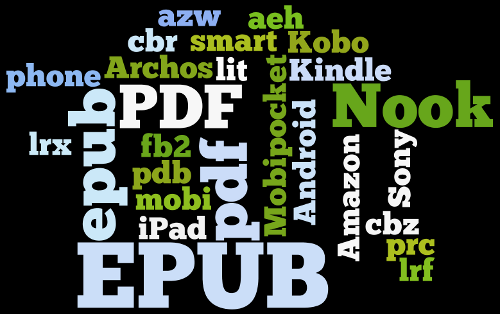 azw
aeh
cbr
smart
Kobo
phone
Archos
lit
Kindle
PDF
Nook
epub
lrx
fb2
pdf
Mobipocket
Android
pdb
mobi
Amazon
Sony
iPad
cbz
prc
lrf
EPUB